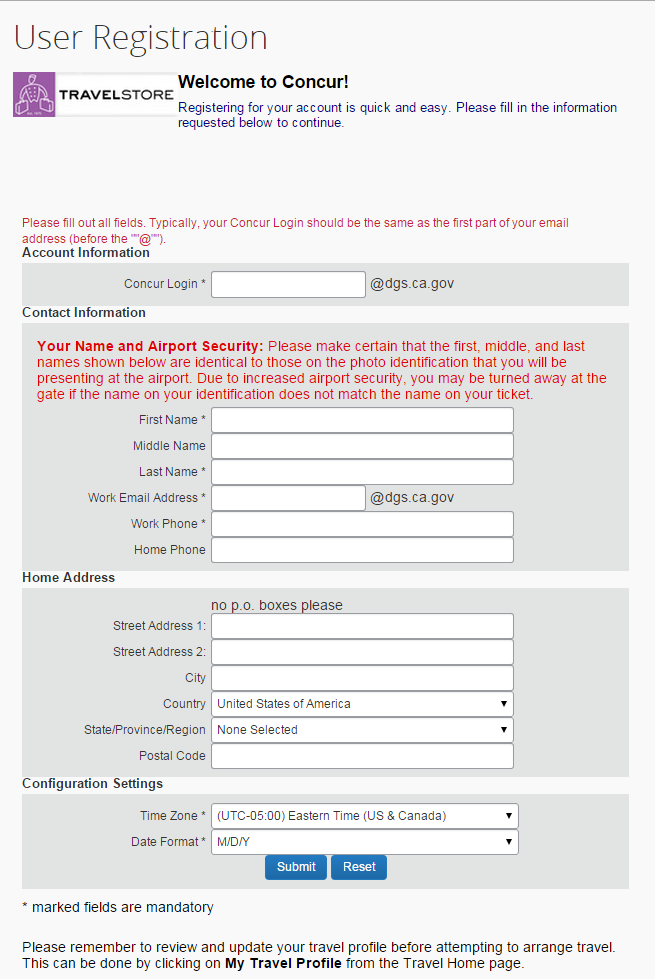 User Registration
TRAVELSTORE
Welcome to Concur!
Registering for your account is quick and easy. Please fill in the information
requested below to continue.
Please fill out all fields. Typically, your Concur Login should be the same as the first part of your email
address (before the ""@"").
Account Information
Concur Login * @dgs.ca.gov
Contact Information
Your Name and Airport Security: Please make certain that the first, middle, and last
names shown below are identical to those on the photo identification that you will be
presenting at the airport. Due to increased airport security, you may be turned away at the
gate if the name on your identification does not match the name on your ticket.
First Name *
Middle Name
Last Name *
Work Email Address * @dgs.ca.gov
Work Phone *
Home Phone
Home Address
no p.o. boxes please
Street Address 1:
Street Address 2:
City
Country United States of America
State/Province/Region None Selected
Postal Code
Configuration Settings
Time Zone * (UTC-05:00) Eastern Time (US & Canada)
Date Format * M/D/Y
Submit Reset
* marked fields are mandatory
Please remember to review and update your travel profile before attempting to arrange travel.
This can be done by clicking on My Travel Profile from the Travel Home page.